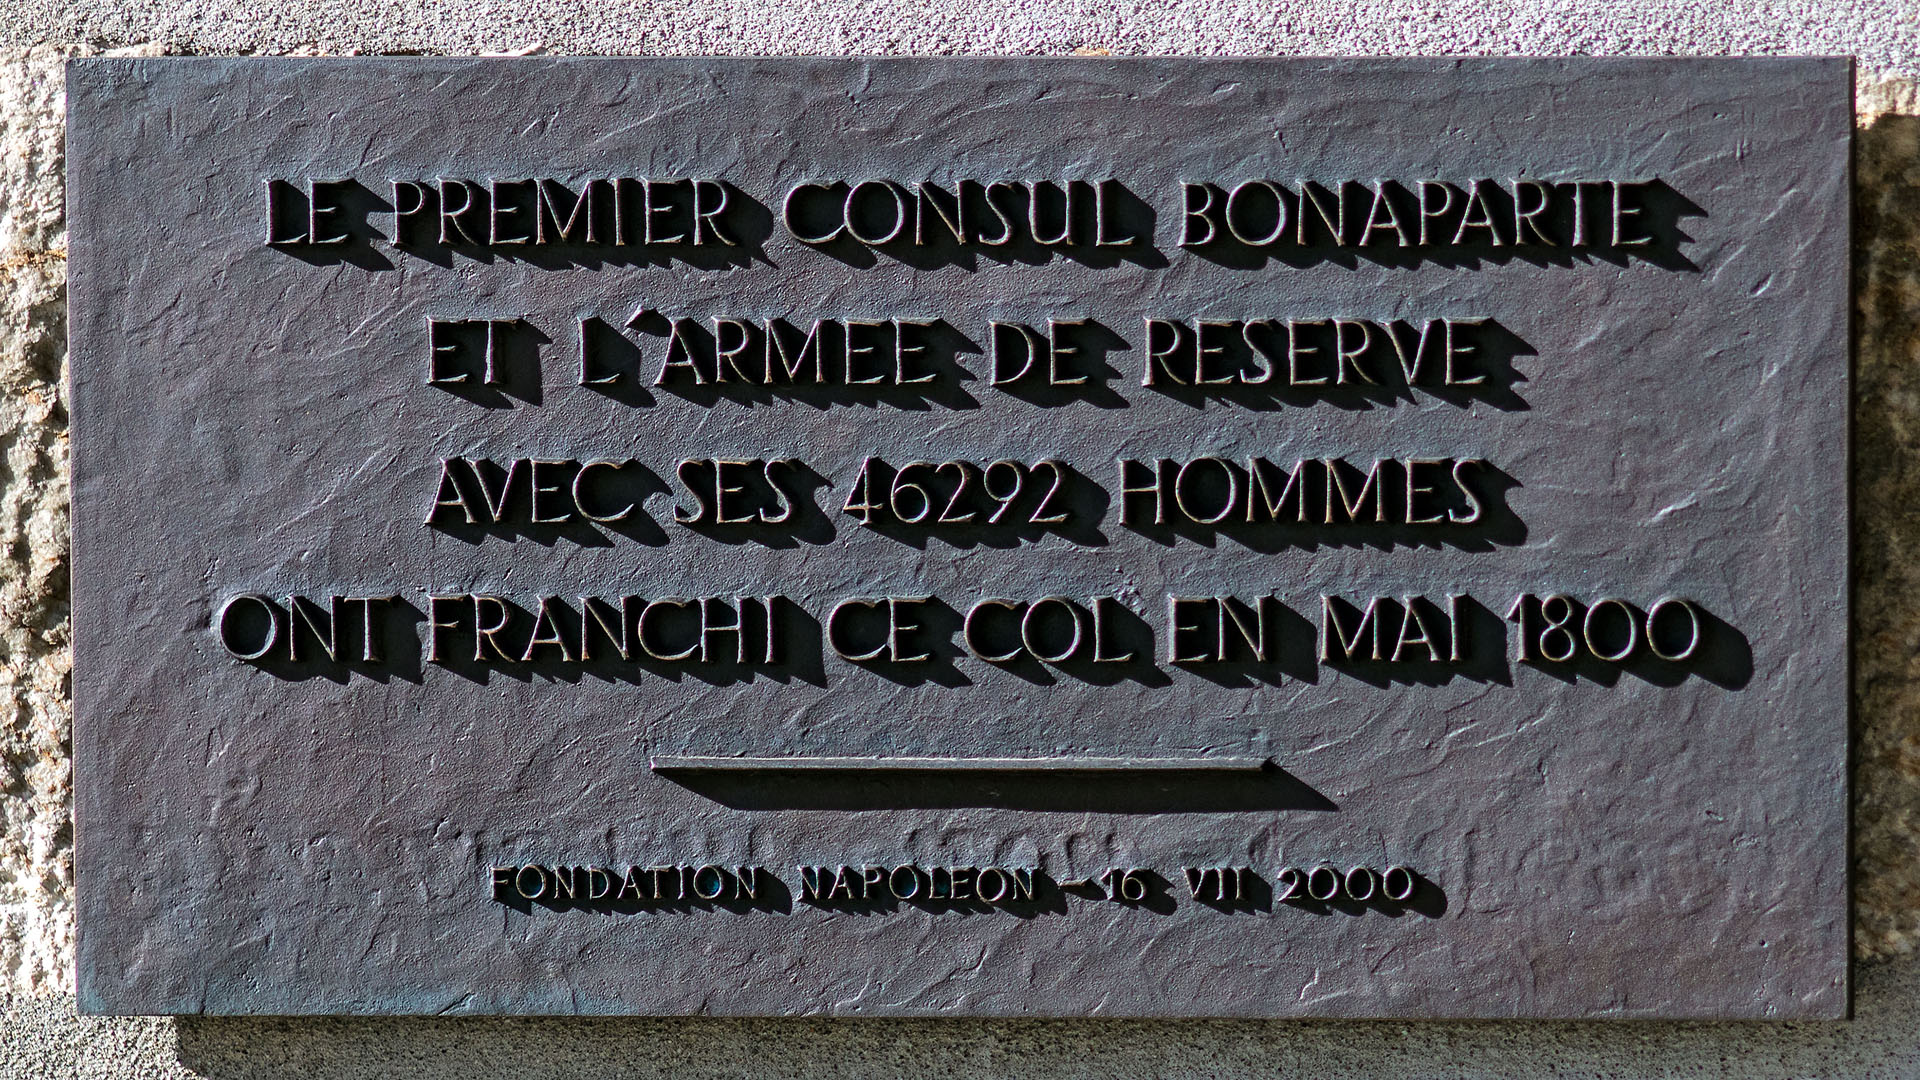 LE PREMIER CONSUL BONAPARTE
ET L'ARMEE DE RESERVE
AVEC SES 46292 HOMMES
ONT FRANCHI CE COL EN MAI 1800
FONDATION NAPOLEON - 16 VII 2000